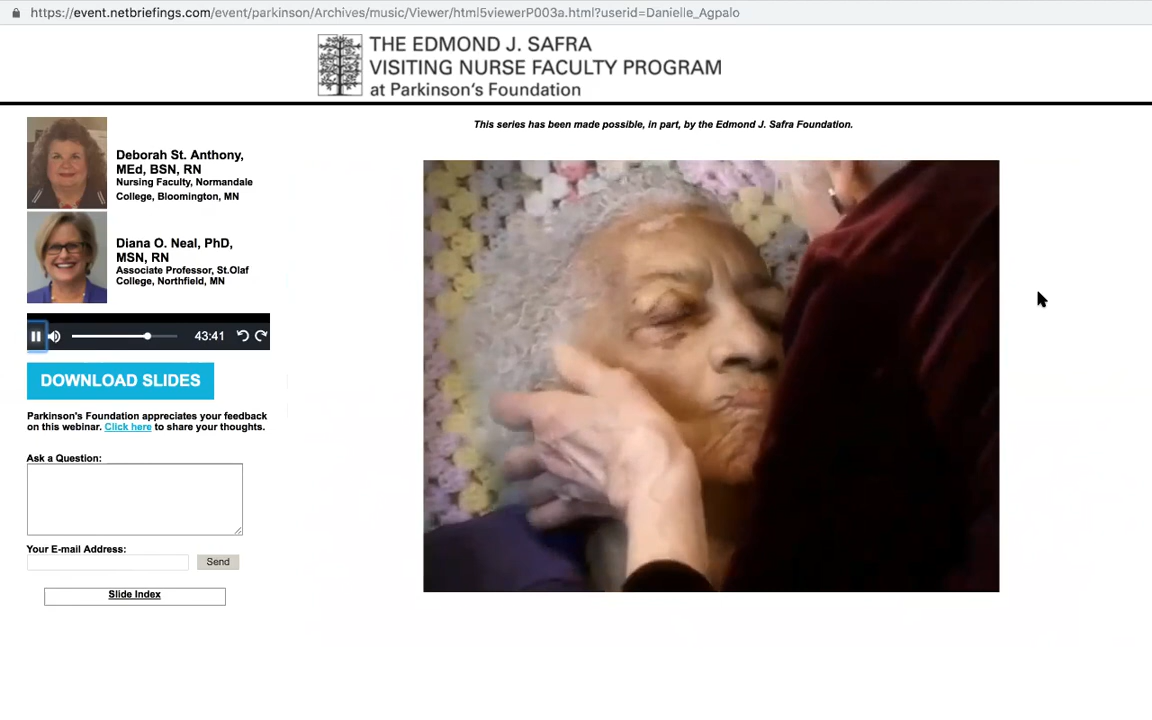 https://event.netbriefings.com/event/parkinson/Archives/music/Viewer/html5viewerP003a.html?userid=Danielle_Agpalo
THE EDMOND J. SAFRA
VISITING NURSE FACULTY PROGRAM
at Parkinson's Foundation
This series has been made possible, in part, by the Edmond J. Safra Foundation.
Deborah St. Anthony,
MEd, BSN, RN
Nursing Faculty, Normandale
College, Bloomington, MN
Diana O. Neal, PhD,
MSN, RN
Associate Professor, St.Olaf
College, Northfield, MN
43:41
DOWNLOAD SLIDES
Parkinson's Foundation appreciates your feedback
on this webinar. Click here to share your thoughts.
Ask a Question:
Your E-mail Address:
Send
Slide Index